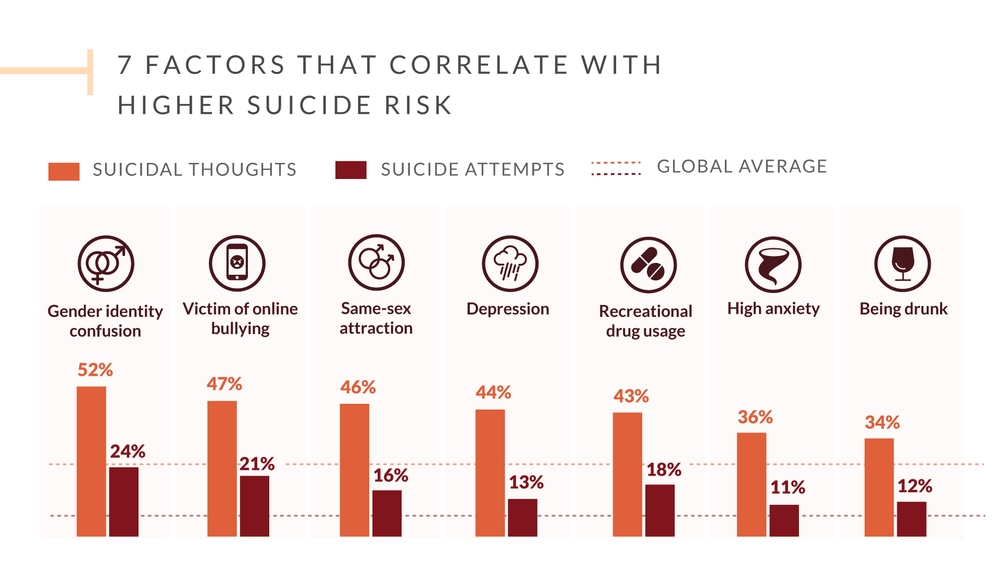 7 FACTORS THAT CORRELATE WITH
HIGHER SUICIDE RISK
SUICIDAL THOUGHTS
SUICIDE ATTEMPTS
GLOBAL AVERAGE
Gender identity
confusion
52%
24%
Victim of online
bullying
47%
21%
Same-sex
attraction
46%
16%
Depression
44%
13%
Recreational
drug usage
43%
18%
High anxiety
36%
11%
Being drunk
34%
12%